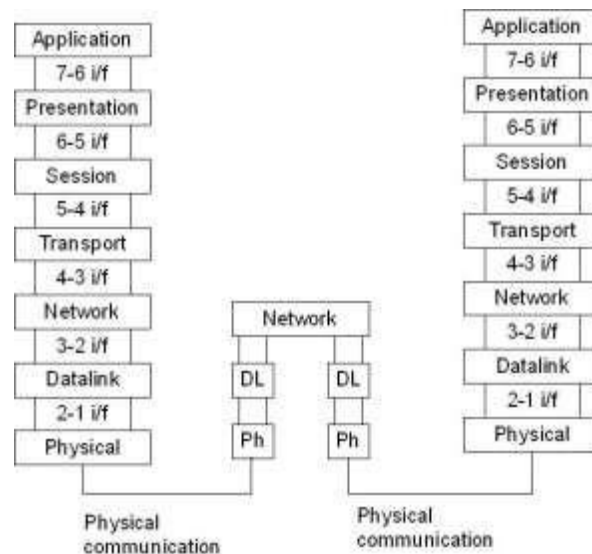 Application
7-6 i/f
Presentation
6-5 i/f
Session
5-4 i/f
Transport
4-3 i/f
Network
3-2 i/f
Datalink
2-1 i/f
Physical
Network
DL
DL
Ph
Ph
Application
7-6 i/f
Presentation
6-5 i/f
Session
5-4 i/f
Transport
4-3 i/f
Network
3-2 i/f
Datalink
2-1 i/f
Physical
Physical
communication
Physical
communication